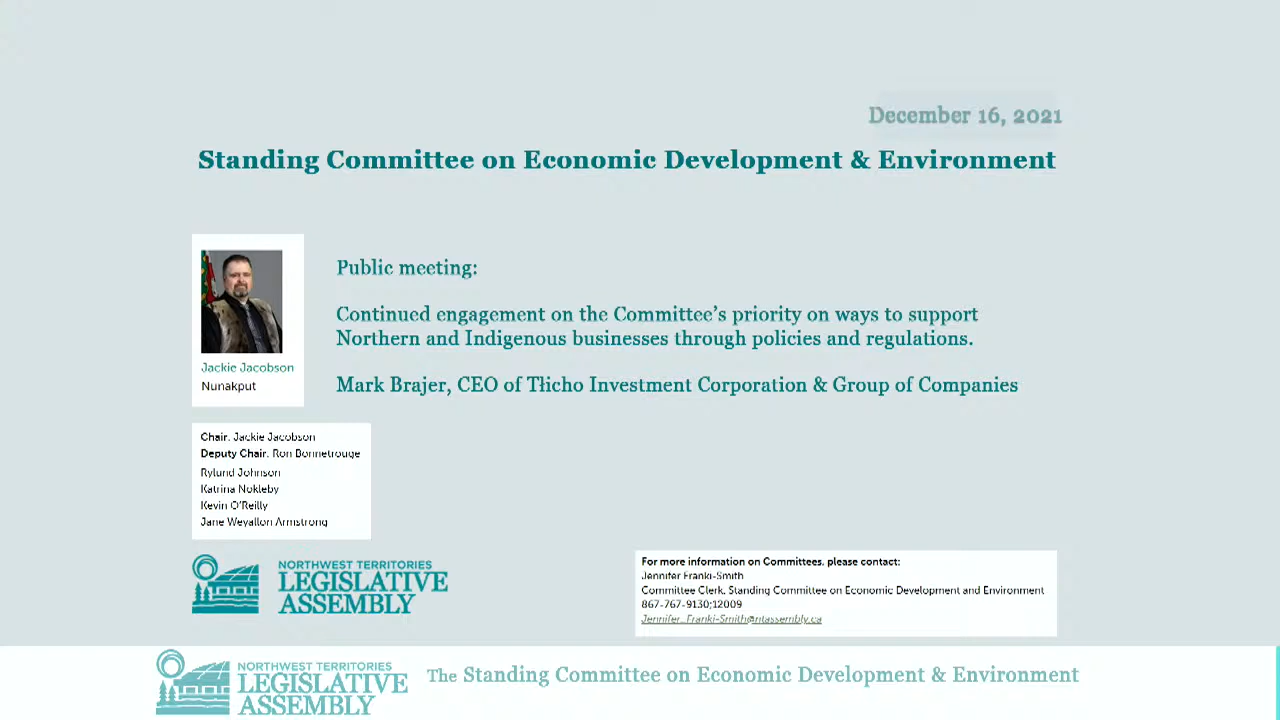 December 16, 2021
Standing Committee on Economic Development & Environment
Public meeting:
Continued engagement on the Committee's priority on ways to support
Northern and Indigenous businesses through policies and regulations.
Mark Brajer, CEO of Tłicho Investment Corporation & Group of Companies
Jackie Jacobson
Nunakput
Chair. Jackie Jacobson
Deputy Chair. Ron Bonnetrouge
Rylund Johnson
Katrina Nokleby
Kevin O'Reilly
Jane Weyallon Armstrong
NORTHWEST TERRITORIES
LEGISLATIVE
ASSEMBLY
For more information on Committees, please contact:
Jennifer Franki-Smith
Committee Clerk, Standing Committee on Economic Development and Environment
867-767-9130;12009
Jennifer_Franki-Smith@ntassembly.ca
NORTHWEST TERRITORIES
LEGISLATIVE
ASSEMBLY
The Standing Committee on Economic Development & Environment